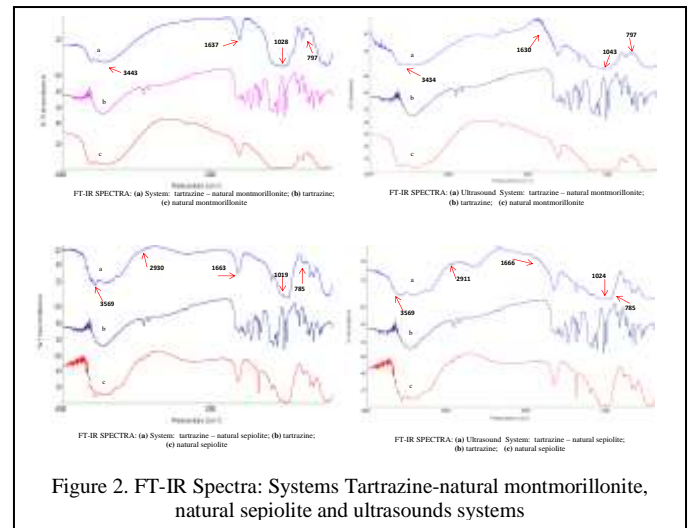 1637
1028
797
3443
a
b
c
FT-IR SPECTRA: (a) System: tartrazine – natural montmorillonite; (b) tartrazine;
(c) natural montmorillonite
1630
1043
797
3434
a
b
c
FT-IR SPECTRA: (a) Ultrasound System: tartrazine – natural montmorillonite;
(b) tartrazine; (c) natural montmorillonite
2930
1663
1019
785
3569
a
b
c
FT-IR SPECTRA: (a) System: tartrazine – natural sepiolite; (b) tartrazine;
(c) natural sepiolite
2911
1666
1024
785
3569
a
b
c
FT-IR SPECTRA: (a) Ultrasound System: tartrazine – natural sepiolite;
(b) tartrazine; (c) natural sepiolite
Figure 2. FT-IR Spectra: Systems Tartrazine-natural montmorillonite,
natural sepiolite and ultrasounds systems